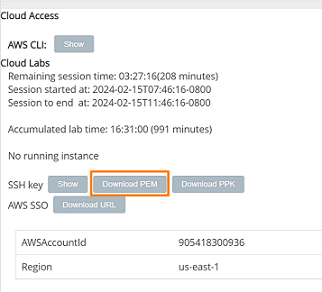 Cloud Access
AWS CLI: Show
Cloud Labs
Remaining session time: 03:27:16(208 minutes)
Session started at: 2024-02-15T07:46:16-0800
Session to end at: 2024-02-15T11:46:16-0800
Accumulated lab time: 16:31:00 (991 minutes)
No running instance
SSH key Show Download PEM Download PPK
AWS SSO Download URL
AWSAccountId 905418300936
Region us-east-1